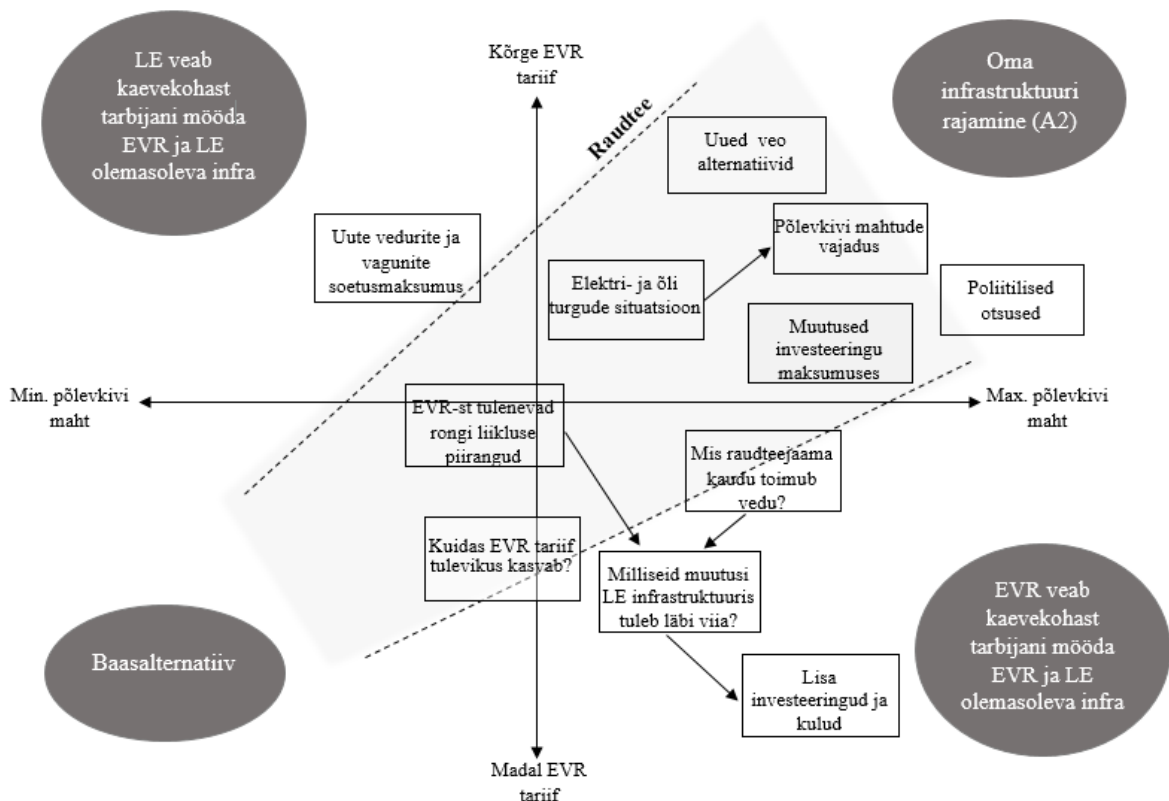 LE veab
kaevekohast
tarbijani mööda
EVR ja LE
olemasoleva infra
Kõrge EVR
tariif
Oma
infrastruktuuri
rajamine (A2)
Raudtee
Uued veo
alternatiivid
Uute vedurite ja
vagunite
soetusmaksumus
Põlevkivi mahtude
vajadus
Elektri- ja õli
turgude situatsioon
Poliitilised
otsused
Muutused
investeeringu
maksumuses
Min. põlevkivi
maht
Max. põlevkivi
maht
EVR-st tulenevad
rongi liikluse
piirangud
Mis raudteejaama
kaudu toimub
vedu?
Kuidas EVR tariif
tulevikus kasvab?
Milliseid muutusi
LE infrastruktuuris
tuleb läbi viia?
Baasalternatiiv
EVR veab
kaevekohast
tarbijani mööda
EVR ja LE
olemasoleva infra
Lisa
investeeringud ja
kulud
Madal EVR
tariif